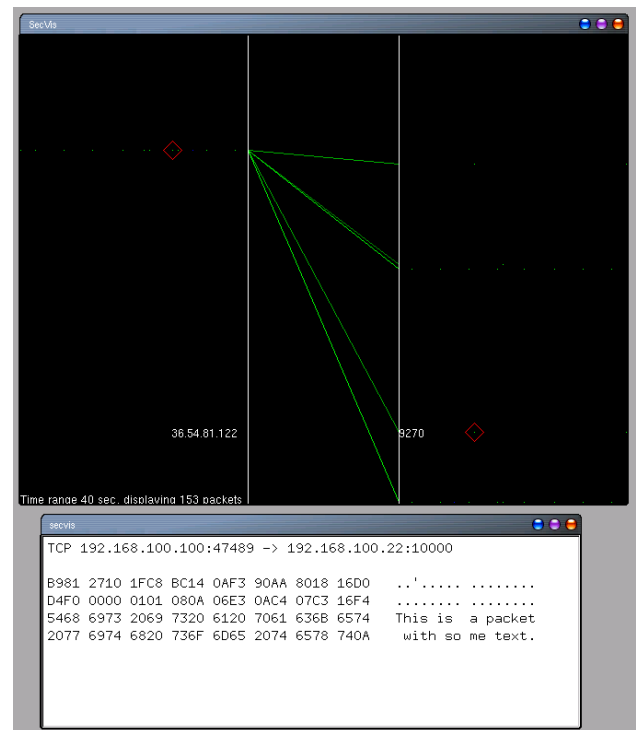 SecVis
36.54.81.122 9270
Time range 40 sec. displaying 153 packets
secvis
TCP 192.168.100.100:47489 -> 192.168.100.22:10000
B981 2710 1FC8 BC14 0AF3 90AA 8018 16D0 ..'..... ........
D4F0 0000 0101 080A 06E3 0AC4 07C3 16F4 ........ ........
5468 6973 2069 7320 6120 7061 636B 6574 This is  a packet
2077 6974 6820 736F 6D65 2074 6578 740A  with so me text.